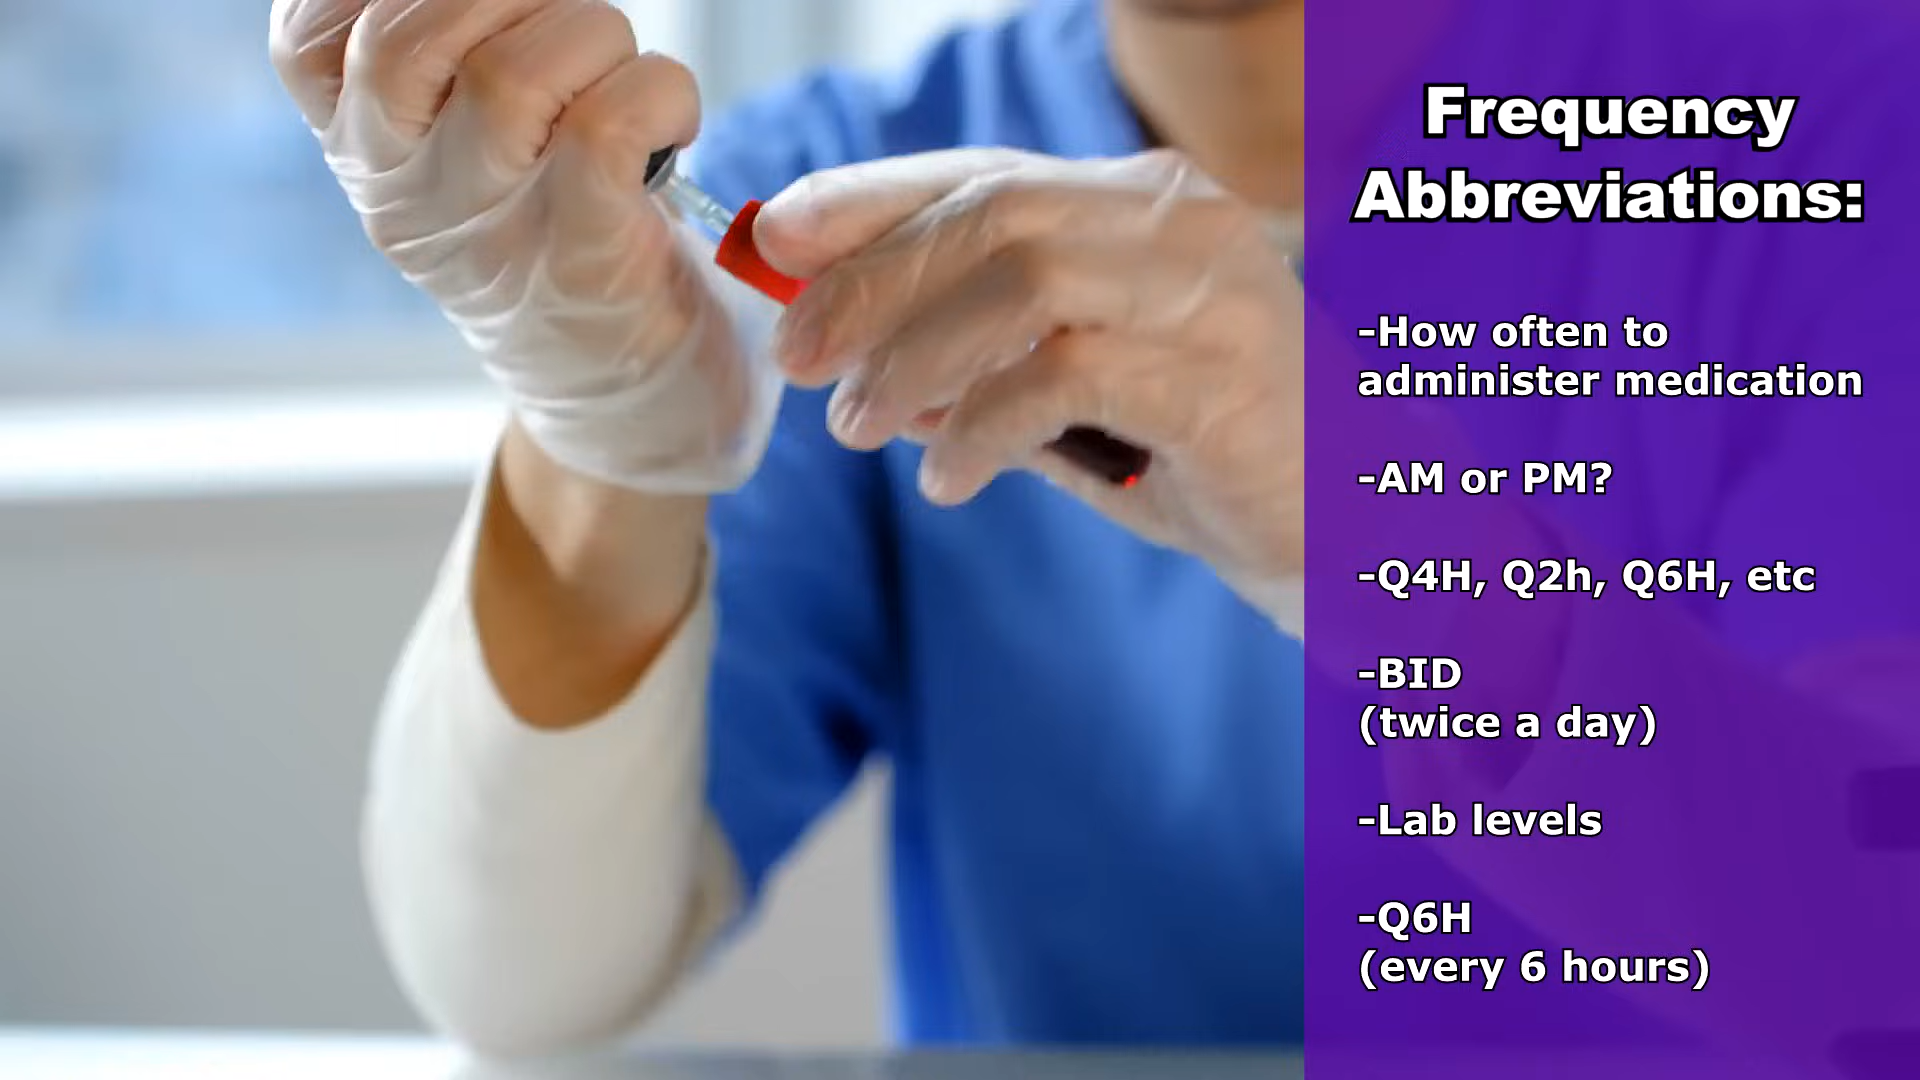 Frequency
Abbreviations:
-How often to
administer medication
-AM or PM?
-Q4H, Q2h, Q6H, etc
-BID
(twice a day)
-Lab levels
-Q6H
(every 6 hours)